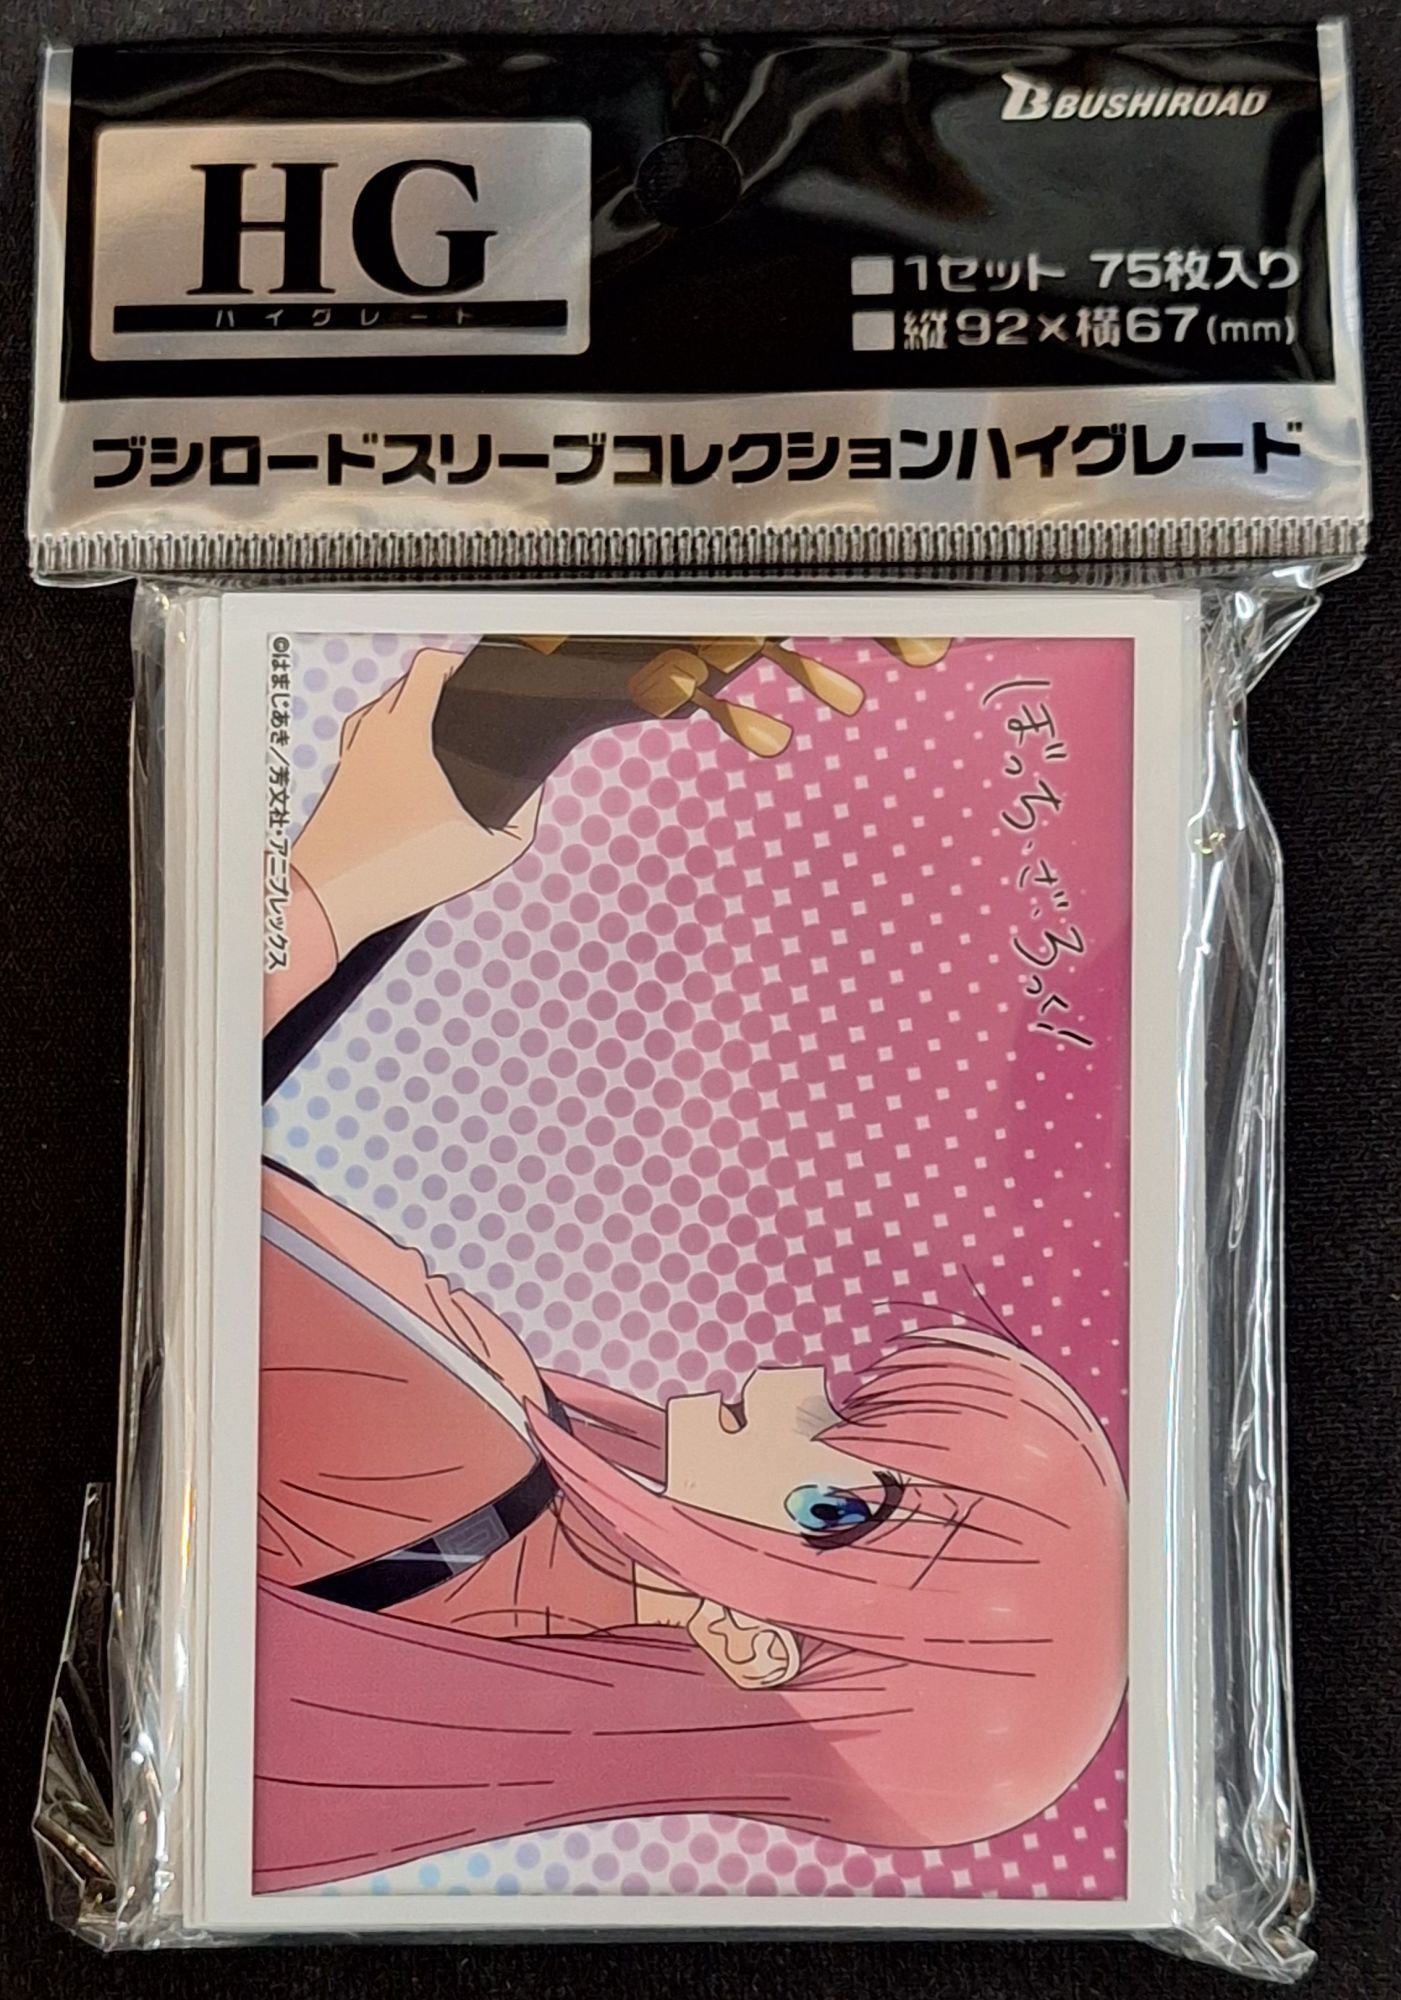 BUSHIROAD
HG
ハイグレード
■1セット 75枚入り
■縦92×横67(mm)
ブシロードスリーブコレクションハイグレード
ぼっち・ざ・ろっく!
©はまじあき/芳文社・アニプレックス